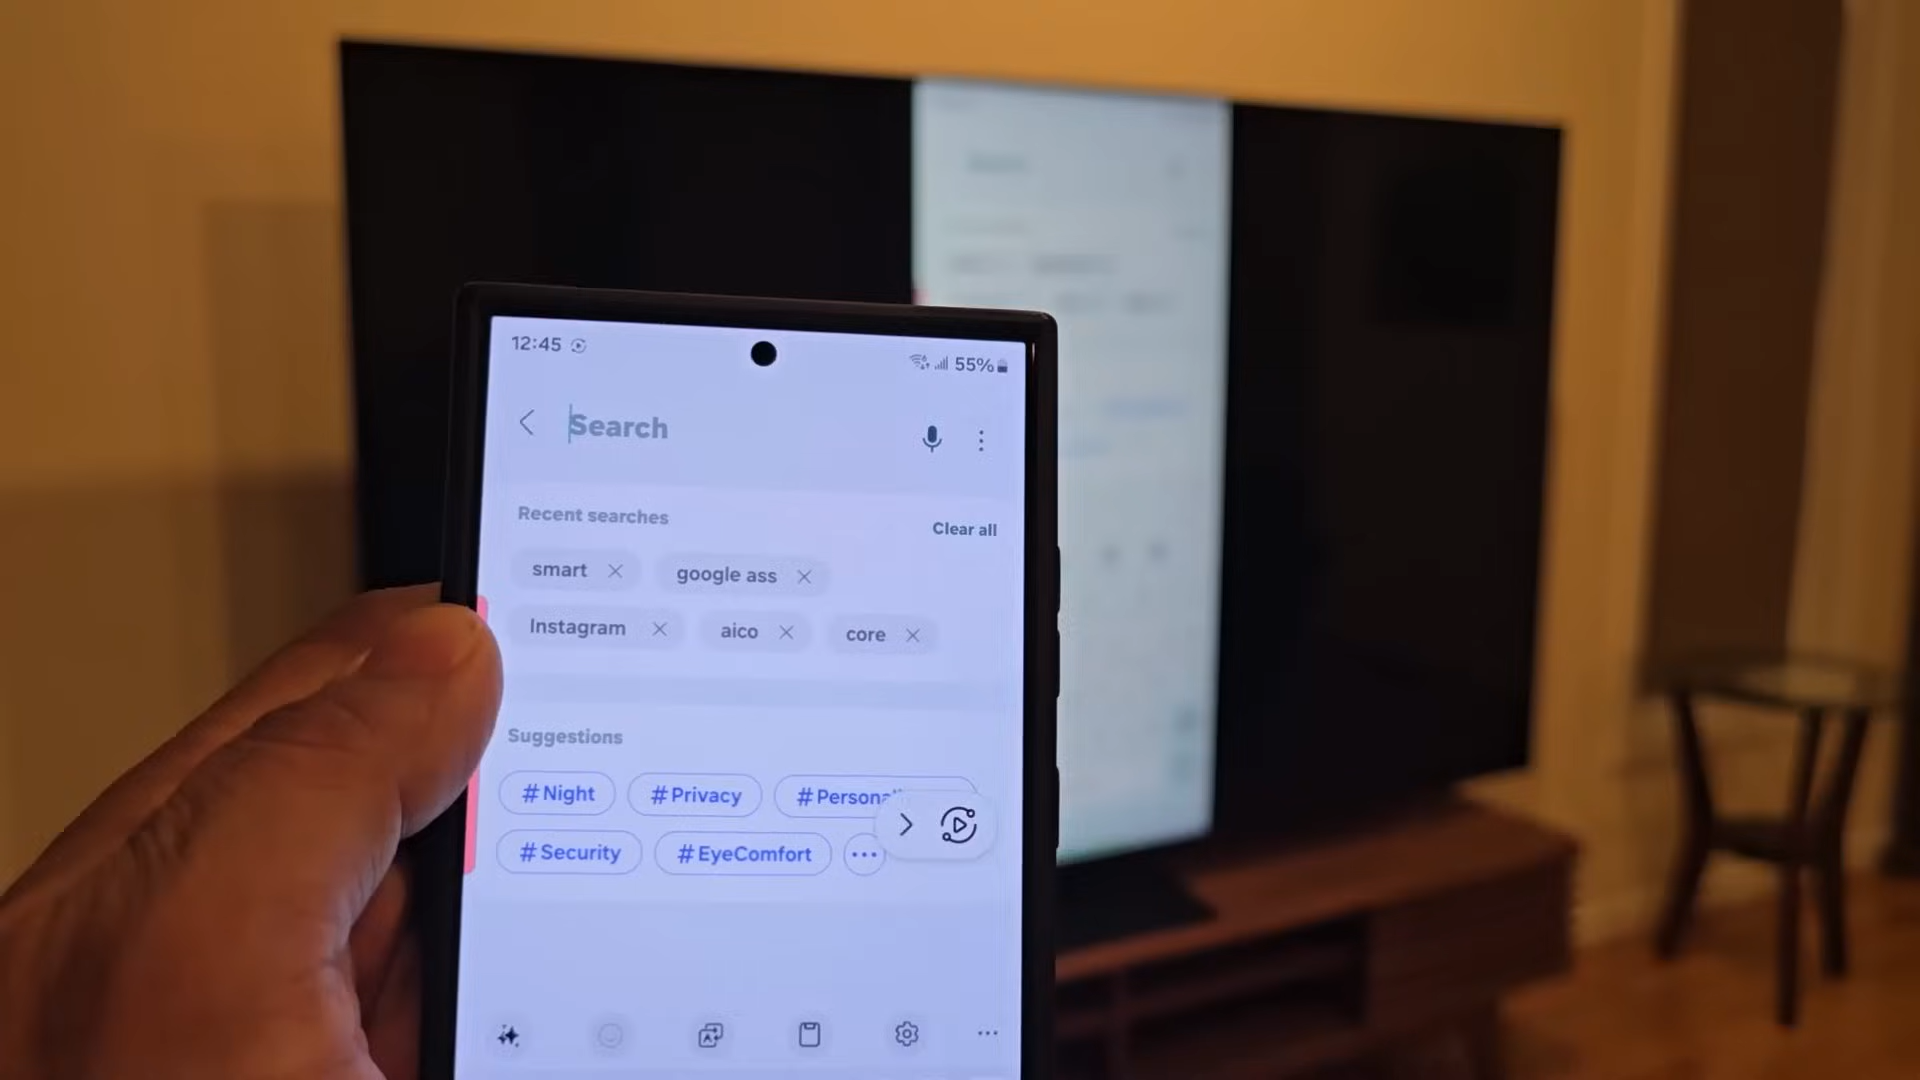 12:45 55%
Search
Recent searches Clear all
smart google ass
Instagram aico core
Suggestions
#Night #Privacy
#Security #EyeComfort